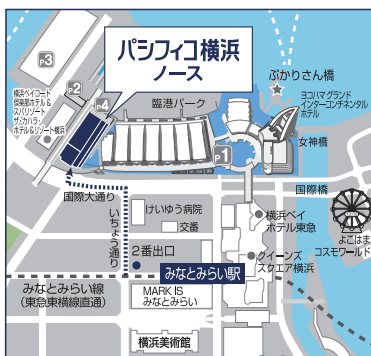 パシフィコ横浜
ノース
P3
P2
P4
横浜ベイコート
倶楽部ホテル&
スパリゾート
ザ・カハラ・
ホテル&リゾート横浜
臨港パーク
ぷかりさん橋
ヨコハマ グランド
インターコンチネンタル
ホテル
P1
女神橋
国際大通り
国際橋
いちょう通り
けいゆう病院
交番
横浜ベイ
ホテル東急
よこはま
コスモワールド
2番出口
クイーンズ
スクエア横浜
みなとみらい駅
みなとみらい線
(東急東横線直通)
MARK IS
みなとみらい
横浜美術館